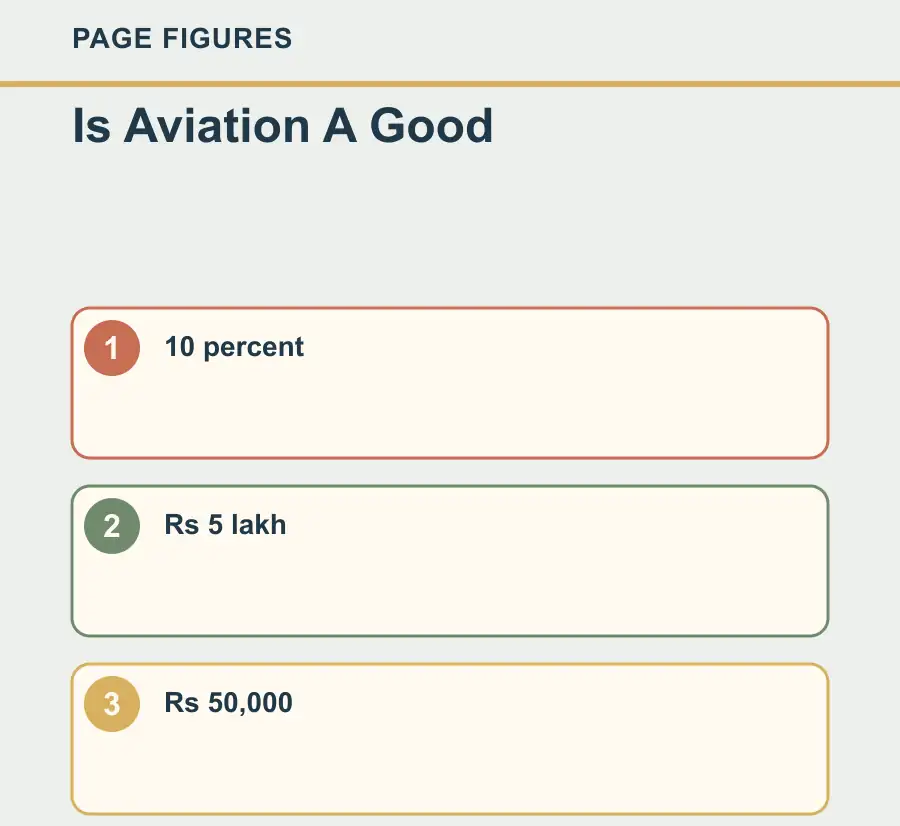 PAGE FIGURES
Is Aviation A Good
1
10 percent
2
Rs 5 lakh
3
Rs 50,000